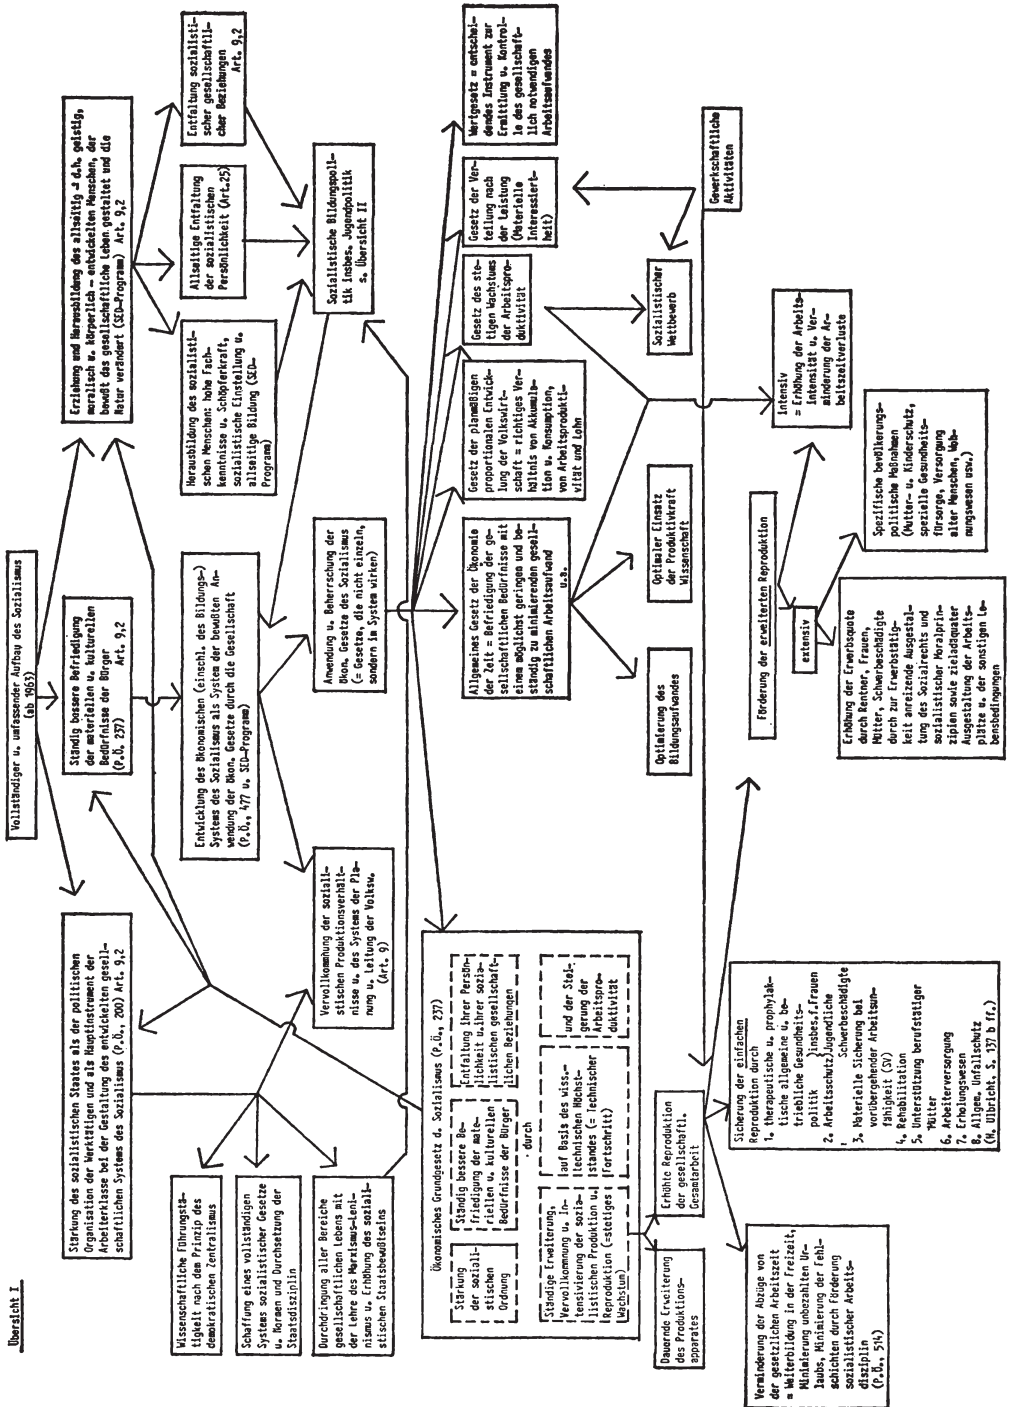 Übersicht I
Vollständiger u. umfassender Aufbau des Sozialismus
(ab 1963)
Stärkung des sozialistischen Staates als der politischen
Organisation der Werktätigen und als Hauptinstrument der
Arbeiterklasse bei der Gestaltung des entwickelten gesell-
schaftlichen Systems des Sozialismus (P.Ö., 200) Art. 9,2
Ständig bessere Befriedigung
der materiellen u. kulturellen
Bedürfnisse der Bürger
(P.Ö. 237) Art. 9,2
Erziehung und Herausbildung des allseitig – d.h. geistig,
moralisch u. körperlich – entwickelten Menschen, der
bewußt das gesellschaftliche Leben gestaltet und die
Natur verändert (SED-Programm) Art. 9,2
Wissenschaftliche Führungstä-
tigkeit nach dem Prinzip des
demokratischen Zentralismus
Schaffung eines vollständigen
Systems sozialistischer Gesetze
u. Normen und Durchsetzung der
Staatsdisziplin
Durchdringung aller Bereiche
gesellschaftlichen Lebens mit
der Lehre des Marxismus-Leni-
nismus u. Erhöhung des soziali-
stischen Staatsbewußtseins
Entwicklung des Ökonomischen (einschl. des Bildungs-)
Systems des Sozialismus als System der bewußten An-
wendung der ökon. Gesetze durch die Gesellschaft
(P.Ö., 477 u. SED-Programm)
Herausbildung des sozialisti-
schen Menschen: hohe Fach-
kenntnisse u. Schöpferkraft,
sozialistische Einstellung u.
allseitige Bildung (SED-
Programm)
Allseitige Entfaltung
der sozialistischen
Persönlichkeit (Art.25)
Entfaltung sozialisti-
scher gesellschaftli-
cher Beziehungen
Art. 9,2
Vervollkommnung der soziali-
stischen Produktionsverhält-
nisse u. des Systems der Pla-
nung u. Leitung der Volksw.
(Art. 9)
Anwendung u. Beherrschung der
ökon. Gesetze des Sozialismus
(= Gesetze, die nicht einzeln,
sondern im System wirken)
Sozialistische Bildungspoli-
tik insbes. Jugendpolitik
s. Übersicht II
Ökonomisches Grundgesetz d. Sozialismus (P.Ö., 237)
Stärkung
der soziali-
stischen
Ordnung
Ständig bessere Be-
friedigung der mate-
riellen u. kulturellen
Bedürfnisse der Bürger
Entfaltung ihrer Persön-
lichkeit u.ihrer sozia-
listischen gesellschaft-
lichen Beziehungen
durch
Ständige Erweiterung,
Vervollkommnung u. In-
tensivierung der sozia-
listischen Produktion u.
Reproduktion (=stetiges
Wachstum)
auf Basis des wiss.-
technischen Höchst-
standes (= Technischer
Fortschritt)
und der Stei-
gerung der
Arbeitspro-
duktivität
Allgemeines Gesetz der Ökonomie
der Zeit = Befriedigung der ge-
sellschaftlichen Bedürfnisse mit
einem möglichst geringen und be-
ständig zu minimierenden gesell-
schaftlichen Arbeitsaufwand
u.a.
Gesetz der planmäßigen
proportionalen Entwick-
lung der Volkswirt-
schaft = richtiges Ver-
hältnis von Akkumula-
tion u. Konsumption,
von Arbeitsprodukti-
vität und Lohn
Gesetz des ste-
tigen Wachstums
der Arbeitspro-
duktivität
Gesetz der Ver-
teilung nach
der Leistung
(Materielle
Interessiert-
heit)
Wertgesetz = entschei-
dendes Instrument zur
Ermittlung u. Kontrol-
le des gesellschaft-
lich notwendigen
Arbeitsaufwandes
Dauernde Erweiterung
des Produktions-
apparates
Erhöhte Reproduktion
der gesellschaftl.
Gesamtarbeit
Optimierung des
Bildungsaufwandes
Optimaler Einsatz
der Produktivkraft
Wissenschaft
Sozialistischer
Wettbewerb
Gewerkschaftliche
Aktivitäten
Verminderung der Abzüge von
der gesetzlichen Arbeitszeit
= Weiterbildung in der Freizeit,
Minimierung unbezahlten Ur-
laubs, Minimierung der Fehl-
schichten durch Förderung
sozialistischer Arbeits-
disziplin
(P.Ö., 514)
Sicherung der einfachen
Reproduktion durch
1. therapeutische u. prophylak-
tische allgemeine u. be-
triebliche Gesundheits-
politik }insbes.f.Frauen
2. Arbeitsschutz)Jugendliche
Schwerbeschädigte
3. Materielle Sicherung bei
vorübergehender Arbeitsun-
fähigkeit (SV)
4. Rehabilitation
5. Unterstützung berufstätiger
Mütter
6. Arbeiterversorgung
7. Erholungswesen
8. Allgem. Unfallschutz
(W. Ulbricht, S. 137 b ff.)
Förderung der erweiterten Reproduktion
extensiv
Intensiv
= Erhöhung der Arbeits-
intensität u. Ver-
minderung der Ar-
beitszeitverluste
Erhöhung der Erwerbsquote
durch Rentner, Frauen,
Mütter, Schwerbeschädigte
durch zur Erwerbstätig-
keit anreizende Ausgestal-
tung des Sozialrechts und
sozialistischer Moralprin-
zipien sowie zieladäquater
Ausgestaltung der Arbeits-
plätze u. der sonstigen Le-
bensbedingungen
Spezifische bevölkerungs-
politische Maßnahmen
(Mutter- u. Kinderschutz,
spezielle Gesundheits-
fürsorge, Versorgung
alter Menschen, Woh-
nungswesen usw.)